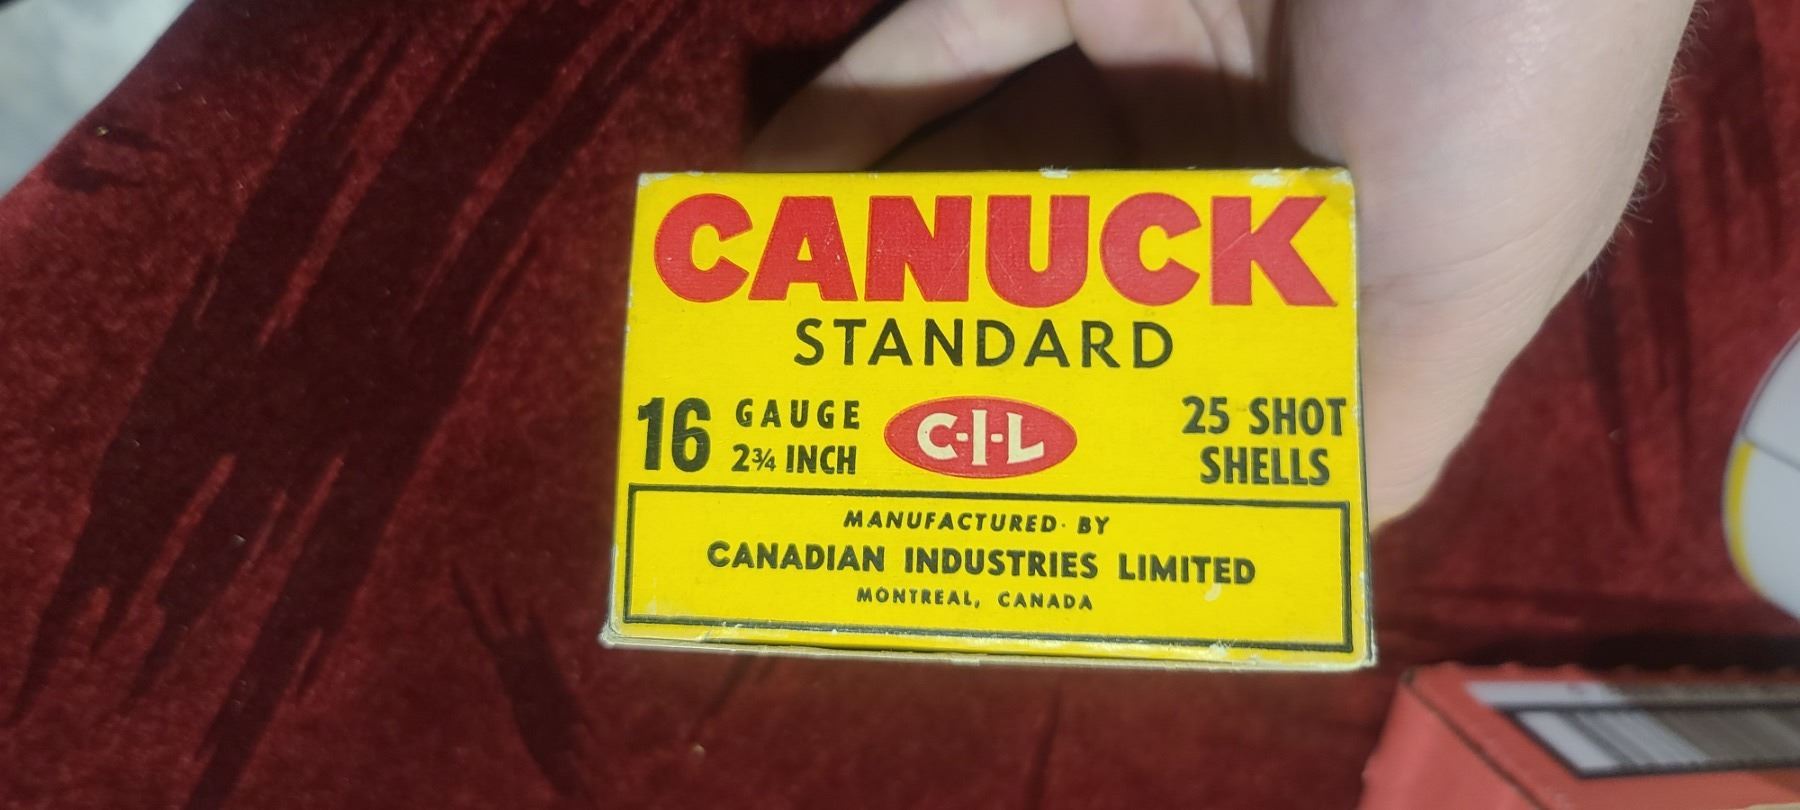 CANUCK
STANDARD
16 GAUGE
2¾ INCH
C-I-L
25 SHOT
SHELLS
MANUFACTURED BY
CANADIAN INDUSTRIES LIMITED
MONTREAL, CANADA